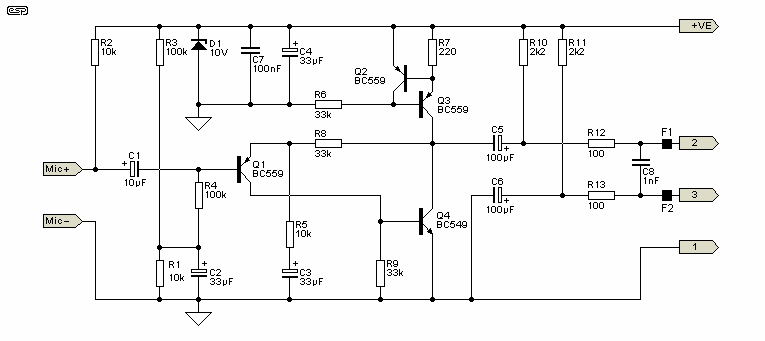 esp
+VE
R2
10k
R3
100k
D1
10V
C7
100nF
+
C4
33µF
R7
220
R10
2k2
R11
2k2
Q2
BC559
R6
33k
Q3
BC559
R8
33k
C5
+
100µF
R12
100
F1
2
Mic+
C1
+
10µF
Q1
BC559
R4
100k
C6
+
100µF
R13
100
C8
1nF
F2
3
Mic-
R5
10k
Q4
BC549
1
R1
10k
+
C2
33µF
+
C3
33µF
R9
33k